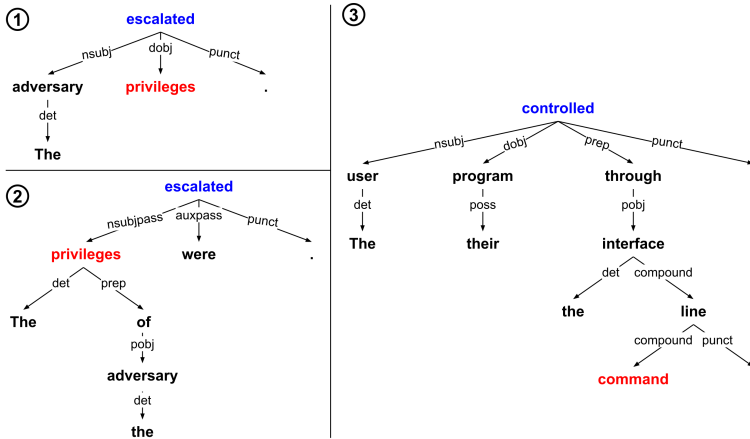 1
escalated
nsubj dobj punct
adversary privileges .
det
The
2
escalated
nsubjpass auxpass punct
privileges were .
det prep
The of
pobj
adversary
det
the
3
controlled
nsubj dobj prep punct
user program through
det poss pobj
The their interface
det compound
the line
compound punct
command